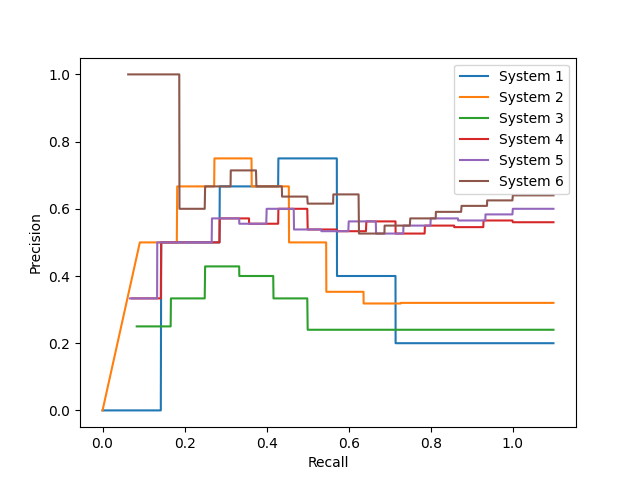 1.0
0.8
0.6
0.4
0.2
0.0
Precision
0.0 0.2 0.4 0.6 0.8 1.0
Recall
System 1
System 2
System 3
System 4
System 5
System 6